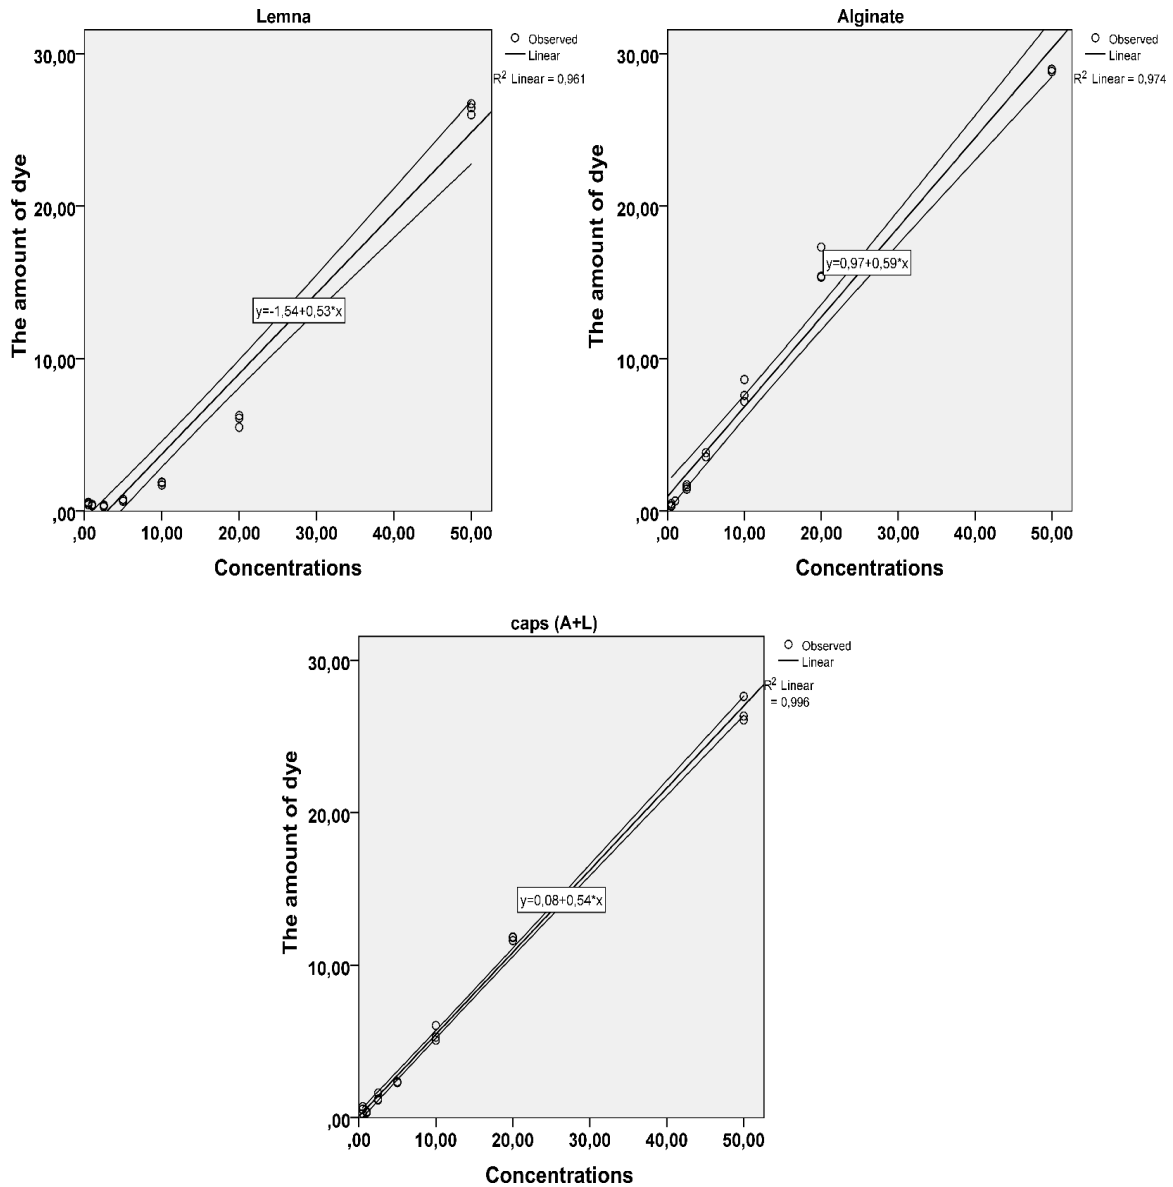 Lemna
30,00
20,00
10,00
,00
The amount of dye
y=-1,54+0,53*x
,00 10,00 20,00 30,00 40,00 50,00
Concentrations
Observed
Linear
R² Linear = 0,961
Alginate
30,00
20,00
10,00
,00
The amount of dye
y=0,97+0,59*x
,00 10,00 20,00 30,00 40,00 50,00
Concentrations
Observed
Linear
R² Linear = 0,974
caps (A+L)
30,00
20,00
10,00
,00
The amount of dye
y=0,08+0,54*x
,00 10,00 20,00 30,00 40,00 50,00
Concentrations
Observed
Linear
R² Linear
= 0,996